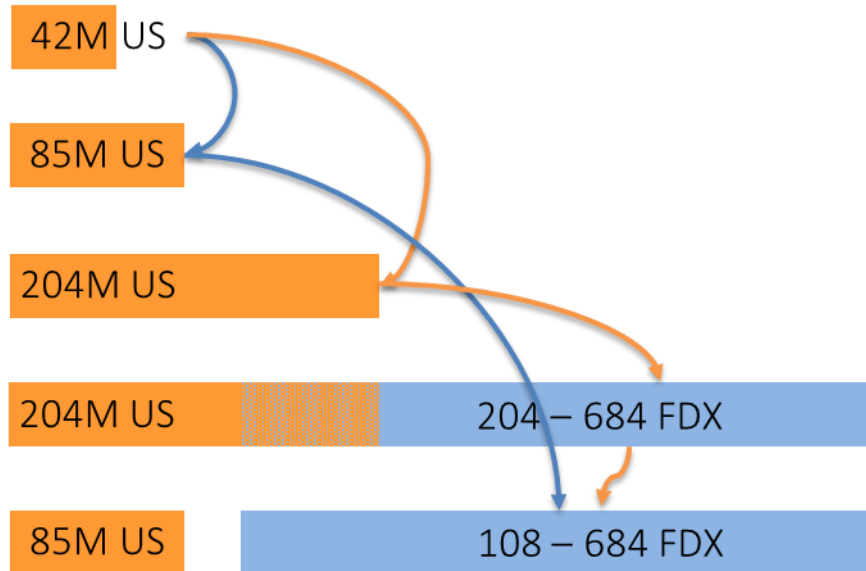 42M US
85M US
204M US
204M US 204 – 684 FDX
85M US 108 – 684 FDX